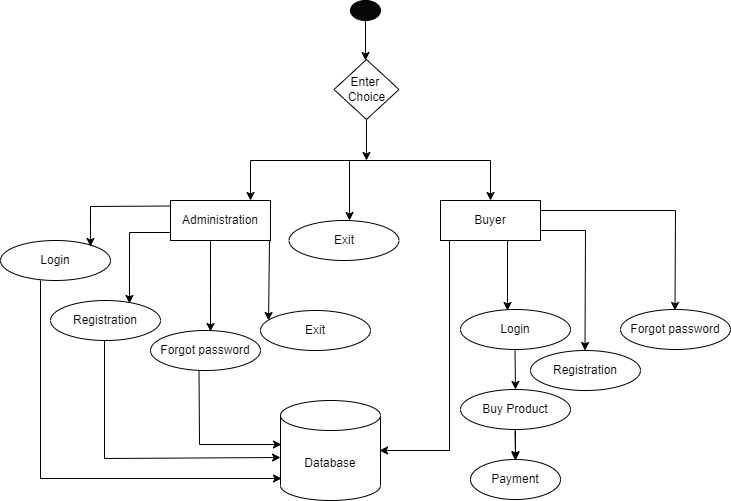 Enter
Choice
Administration
Exit
Buyer
Login
Registration
Forgot password
Exit
Login
Forgot password
Registration
Buy Product
Database
Payment